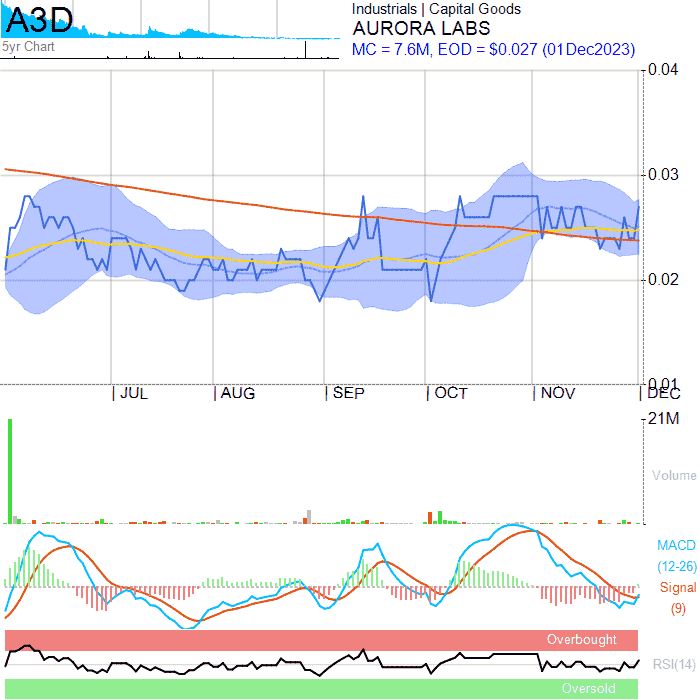 A3D
5yr Chart
Industrials | Capital Goods
AURORA LABS
MC = 7.6M, EOD = $0.027 (01Dec2023)
0.04
0.03
0.02
0.01
JUL
AUG
SEP
OCT
NOV
DEC
21M
Volume
MACD
(12-26)
Signal
(9)
Overbought
RSI(14)
Oversold